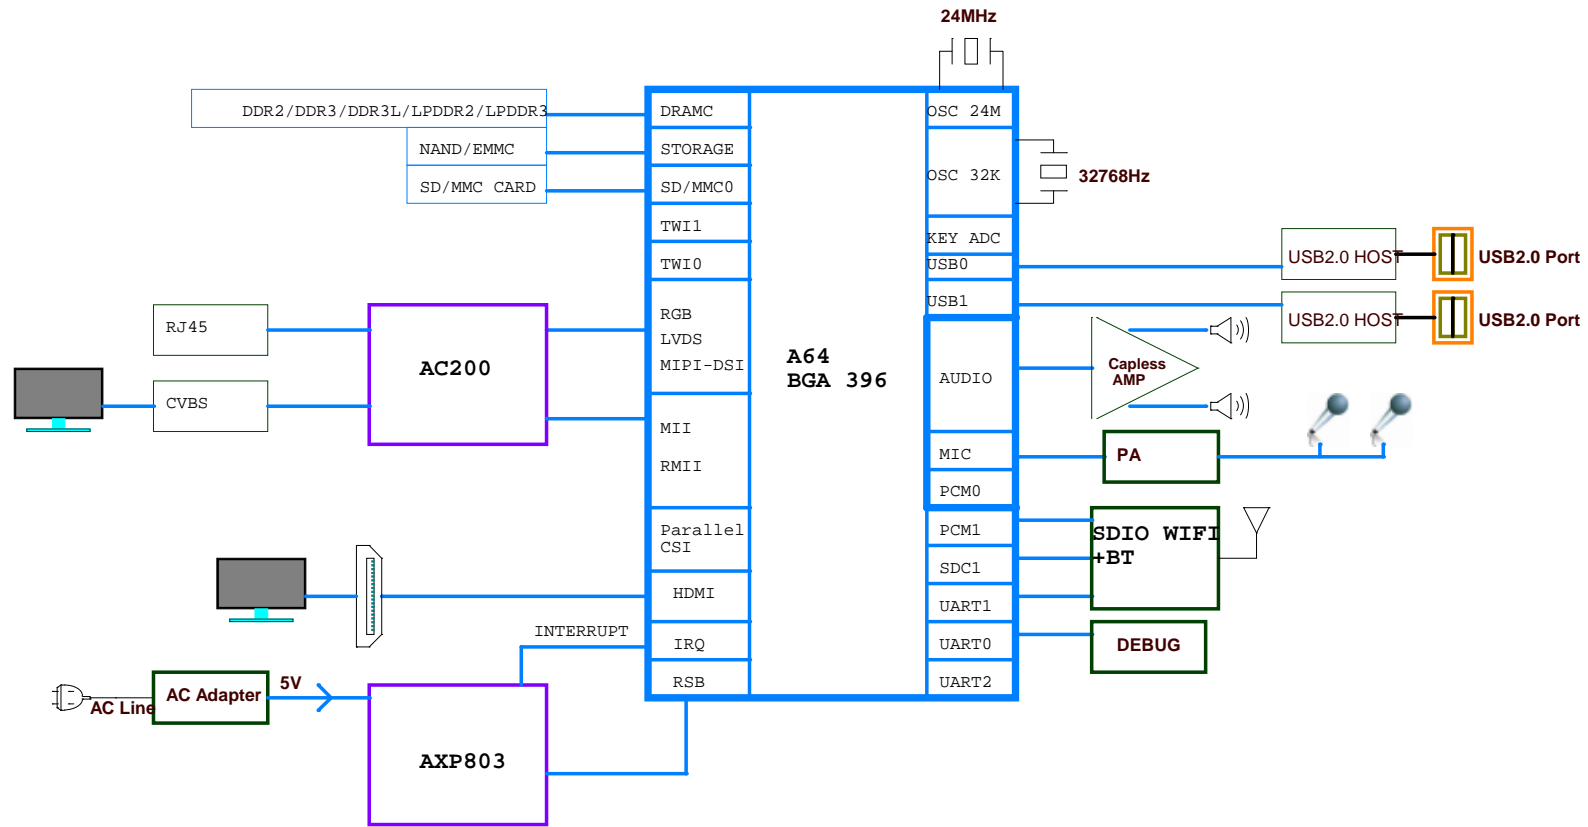 24MHz
DDR2/DDR3/DDR3L/LPDDR2/LPDDR3
NAND/EMMC
SD/MMC CARD
DRAMC
STORAGE
SD/MMC0
TWI1
TWI0
RGB
LVDS
MIPI-DSI
MII
RMII
Parallel
CSI
HDMI
IRQ
RSB
A64
BGA 396
OSC 24M
OSC 32K
KEY ADC
USB0
USB1
AUDIO
MIC
PCM0
PCM1
SDC1
UART1
UART0
UART2
32768Hz
USB2.0 HOST
USB2.0 Port
USB2.0 HOST
USB2.0 Port
Capless
AMP
PA
SDIO WIFI
+BT
DEBUG
RJ45
CVBS
AC200
INTERRUPT
AC Line
AC Adapter
5V
AXP803